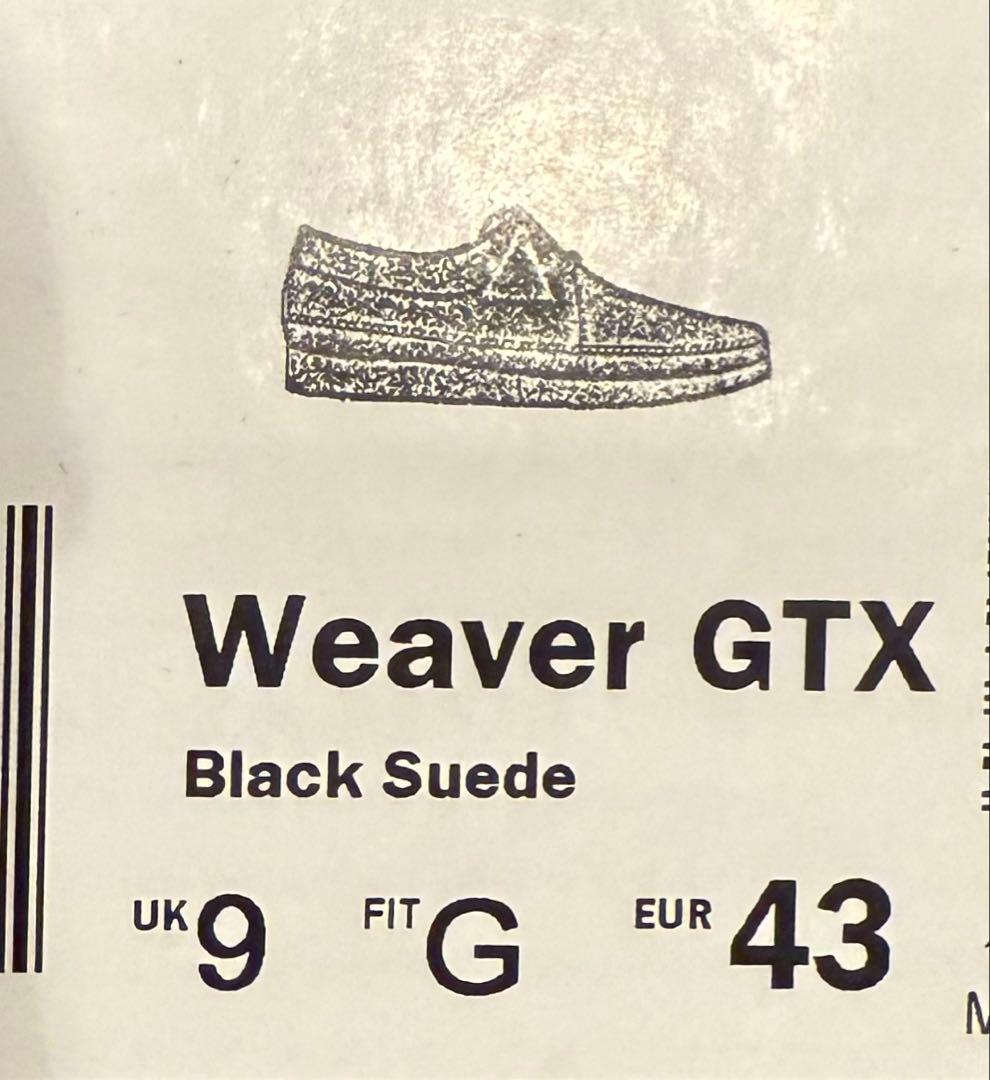 Weaver GTX
Black Suede
UK 9 FIT G EUR 43